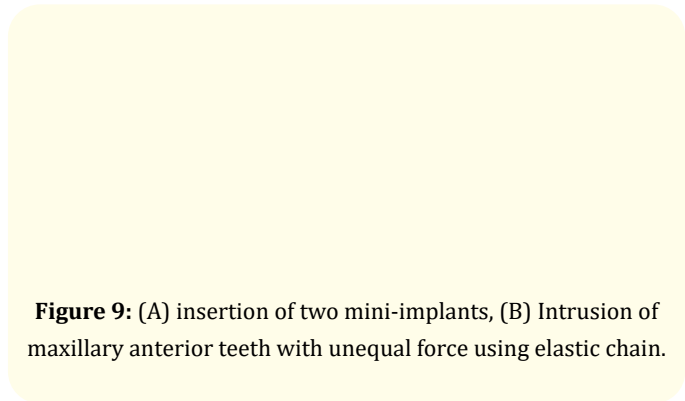 Figure 9: (A) insertion of two mini-implants, (B) Intrusion of
maxillary anterior teeth with unequal force using elastic chain.